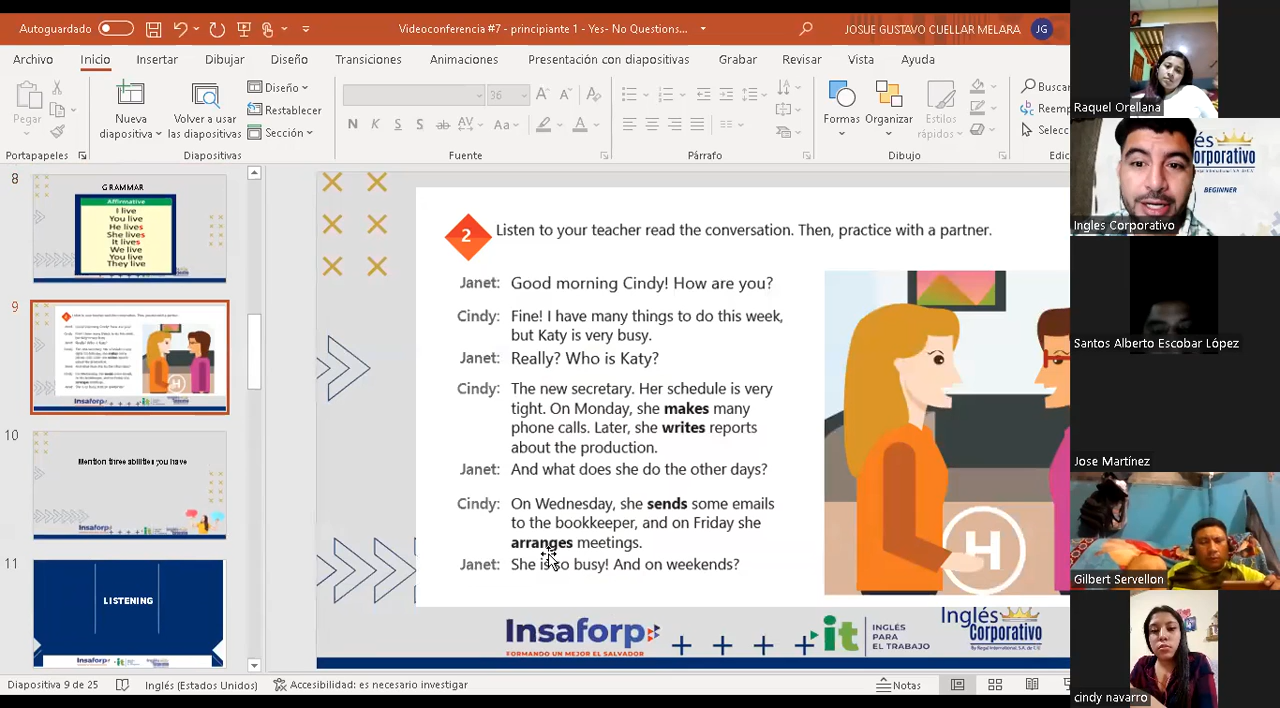 Autoguardado
Videoconferencia #7 - principiante 1 - Yes- No Questions...
JOSUE GUSTAVO CUELLAR MELARA
JG
Archivo Inicio Insertar Dibujar Diseño Transiciones Animaciones Presentación con diapositivas Grabar Revisar Vista Ayuda
Pegar
Nueva diapositiva
Volver a usar las diapositivas
Diseño
Restablecer
Sección
36
N K S S ab AV Aa A
Formas
Organizar
Estilos rápidos
Buscar
Reemp
Selecc
Portapapeles
Diapositivas
Fuente
Párrafo
Dibujo
Edic
8
GRAMMAR
Affirmative
I live
You live
He lives
She lives
It lives
We live
You live
They live
9
10
Mention three abilities you have
11
LISTENING
2
Listen to your teacher read the conversation. Then, practice with a partner.
Janet: Good morning Cindy! How are you?
Cindy: Fine! I have many things to do this week,
but Katy is very busy.
Janet: Really? Who is Katy?
Cindy: The new secretary. Her schedule is very
tight. On Monday, she makes many
phone calls. Later, she writes reports
about the production.
Janet: And what does she do the other days?
Cindy: On Wednesday, she sends some emails
to the bookkeeper, and on Friday she
arranges meetings.
Janet: She is so busy! And on weekends?
H
Insaforp
FORMANDO UN MEJOR EL SALVADOR
it
INGLÉS
PARA
EL TRABAJO
Inglés
Corporativo
Diapositiva 9 de 25
Inglés (Estados Unidos)
Accesibilidad: es necesario investigar
Notas
Raquel Orellana
BEGINNER
Ingles Corporativo
Santos Alberto Escobar López
Jose Martínez
Gilbert Servellon
cindy navarro